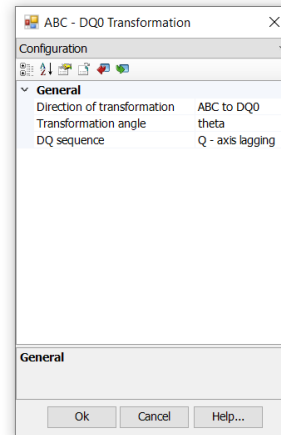 ABC - DQ0 Transformation
Configuration
General
Direction of transformation ABC to DQ0
Transformation angle theta
DQ sequence Q - axis lagging
General
Ok Cancel Help...